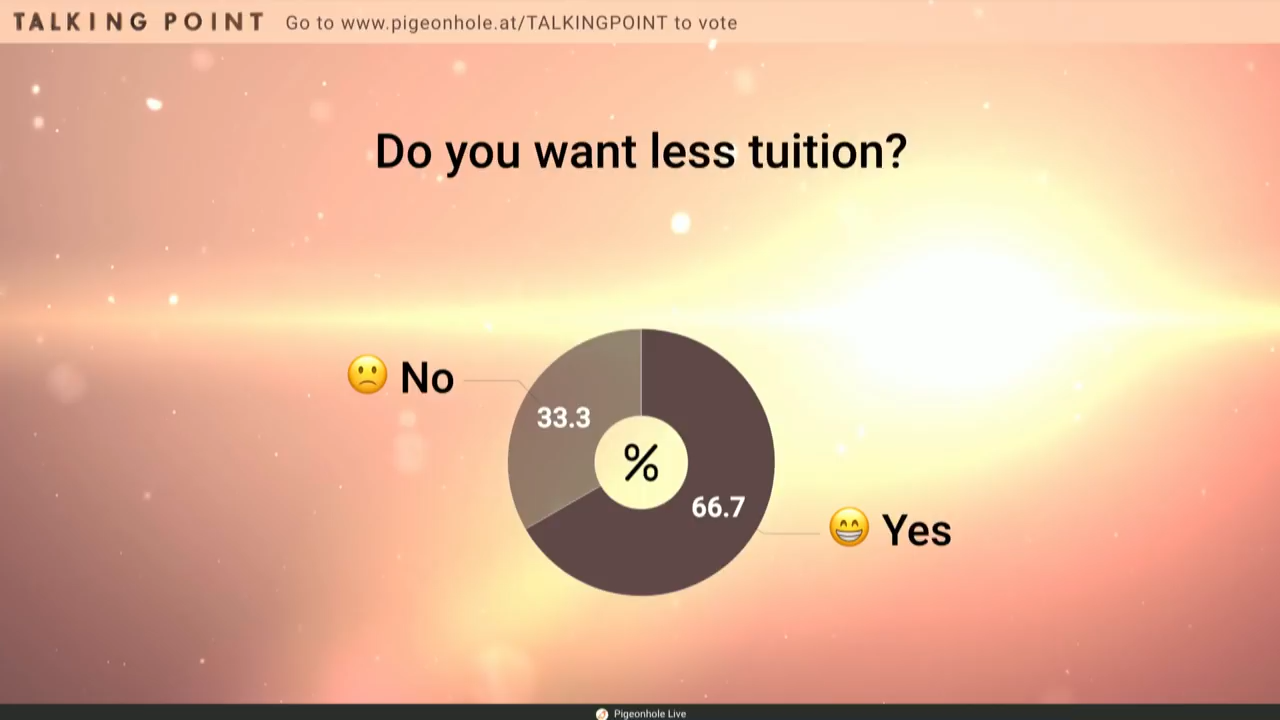 TALKING POINT Go to www.pigeonhole.at/TALKINGPOINT to vote
Do you want less tuition?
No
33.3
%
66.7
Yes
Pigeonhole Live